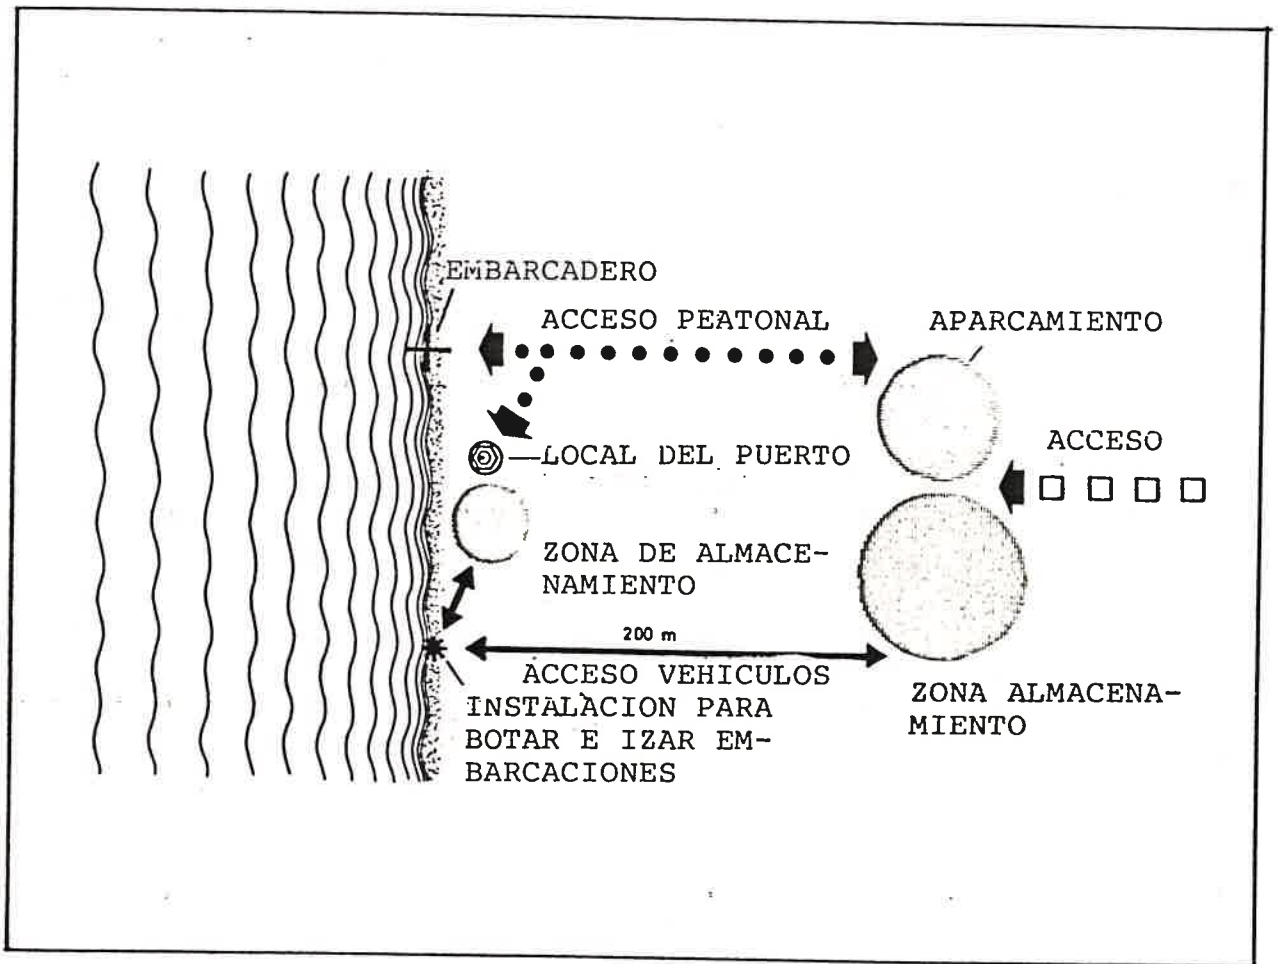 EMBARCADERO
ACCESO PEATONAL
APARCAMIENTO
ACCESO
LOCAL DEL PUERTO
ZONA DE ALMACE-
NAMIENTO
200 m
ACCESO VEHICULOS
INSTALACION PARA
BOTAR E IZAR EM-
BARCACIONES
ZONA ALMACENA-
MIENTO